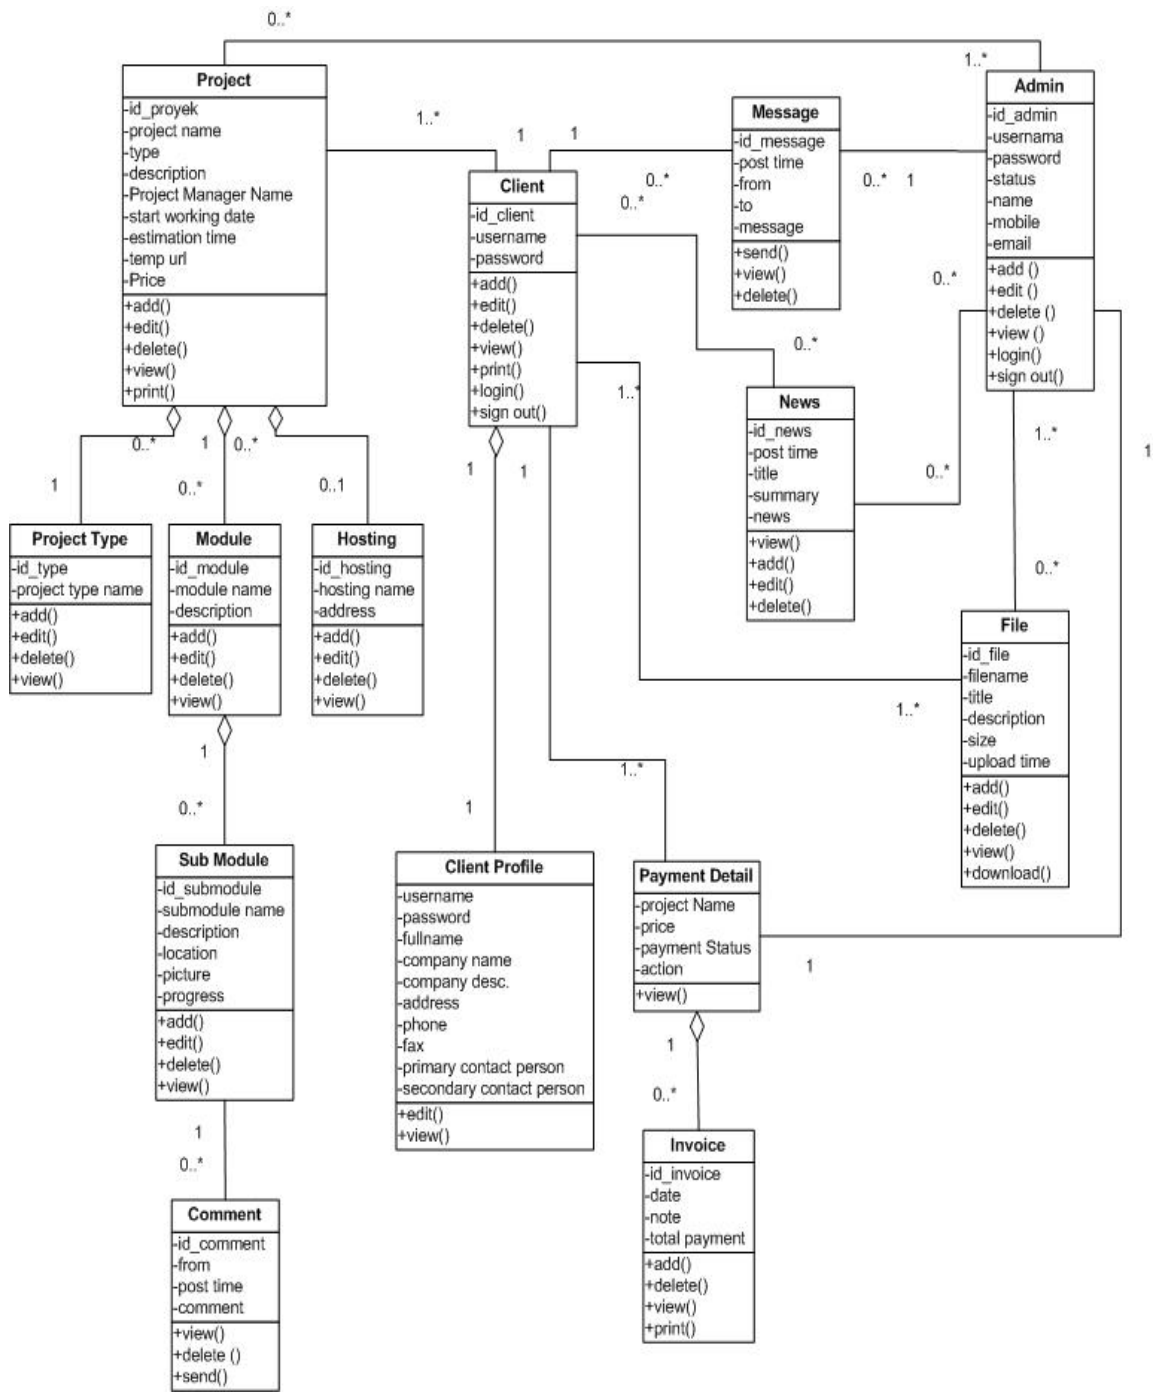 0..*
1..*
Project
-id_proyek
-project name
-type
-description
-Project Manager Name
-start working date
-estimation time
-temp url
-Price
+add()
+edit()
+delete()
+view()
+print()
1..*
1
1
Client
-id_client
-username
-password
+add()
+edit()
+delete()
+view()
+print()
+login()
+sign out()
0..*
0..*
Message
-id_message
-post time
-from
-to
-message
+send()
+view()
+delete()
0..*
1
Admin
-id_admin
-usernama
-password
-status
-name
-mobile
-email
+add ()
+edit ()
+delete ()
+view ()
+login()
+sign out()
0..*
0..*
1..*
News
-id_news
-post time
-title
-summary
-news
+view()
+add()
+edit()
+delete()
0..*
1..*
1
0..*
0..*
1
0..*
1
0..*
0..1
1
1
Project Type
-id_type
-project type name
+add()
+edit()
+delete()
+view()
Module
-id_module
-module name
-description
+add()
+edit()
+delete()
+view()
Hosting
-id_hosting
-hosting name
-address
+add()
+edit()
+delete()
+view()
File
-id_file
-filename
-title
-description
-size
-upload time
+add()
+edit()
+delete()
+view()
+download()
1..*
1
0..*
1..*
1
Sub Module
-id_submodule
-submodule name
-description
-location
-picture
-progress
+add()
+edit()
+delete()
+view()
Client Profile
-username
-password
-fullname
-company name
-company desc.
-address
-phone
-fax
-primary contact person
-secondary contact person
+edit()
+view()
Payment Detail
-project Name
-price
-payment Status
-action
+view()
1
1
0..*
1
0..*
Comment
-id_comment
-from
-post time
-comment
+view()
+delete ()
+send()
Invoice
-id_invoice
-date
-note
-total payment
+add()
+delete()
+view()
+print()